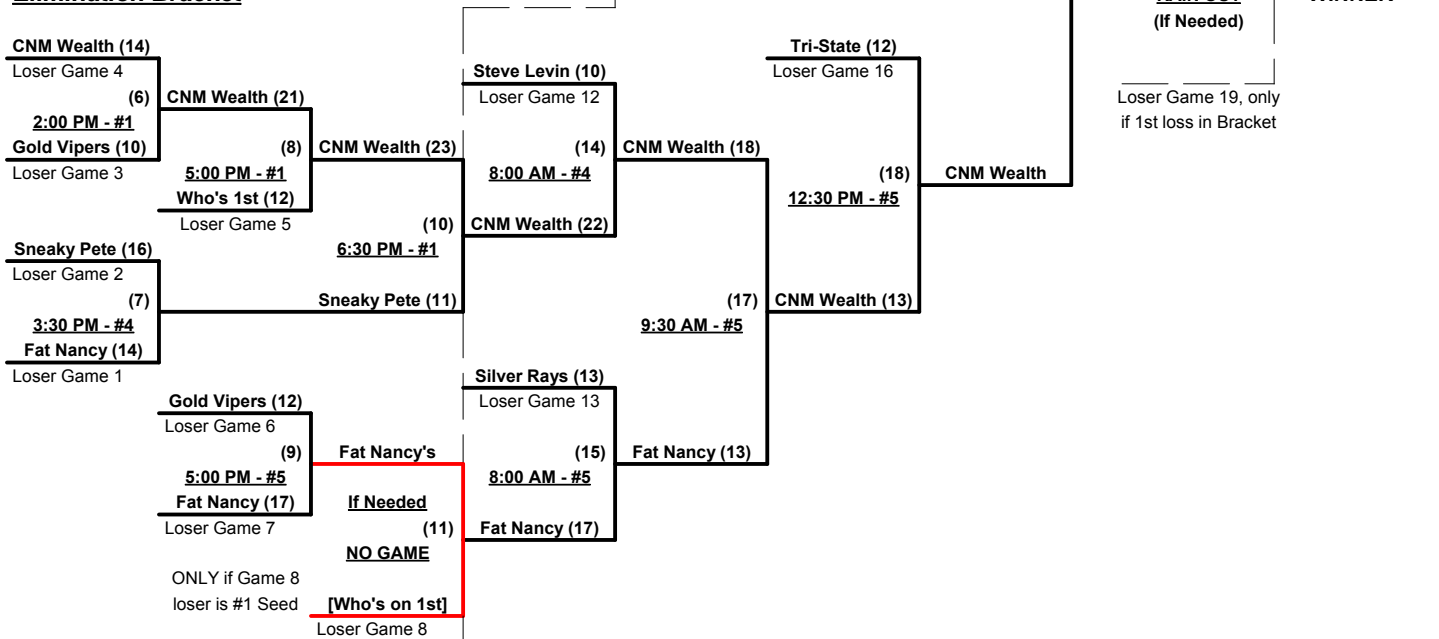 Elimination Bracket
RAIN OUT
WINNER
(If Needed)
CNM Wealth (14)
Tri-State (12)
Loser Game 4
Steve Levin (10)
Loser Game 16
(6) CNM Wealth (21)
Loser Game 12
Loser Game 19, only
2:00 PM - #1
if 1st loss in Bracket
Gold Vipers (10)
(8) CNM Wealth (23)
(14) CNM Wealth (18)
Loser Game 3
5:00 PM - #1
8:00 AM - #4
(18) CNM Wealth
Who's 1st (12)
12:30 PM - #5
Loser Game 5
(10) CNM Wealth (22)
Sneaky Pete (16)
6:30 PM - #1
Loser Game 2
(7)
Sneaky Pete (11)
(17) CNM Wealth (13)
3:30 PM - #4
9:30 AM - #5
Fat Nancy (14)
Loser Game 1
Silver Rays (13)
Gold Vipers (12)
Loser Game 13
Loser Game 6
(9) Fat Nancy's
(15) Fat Nancy (13)
5:00 PM - #5
8:00 AM - #5
Fat Nancy (17)
If Needed
Loser Game 7
(11) Fat Nancy (17)
NO GAME
ONLY if Game 8
loser is #1 Seed
[Who's on 1st]
Loser Game 8